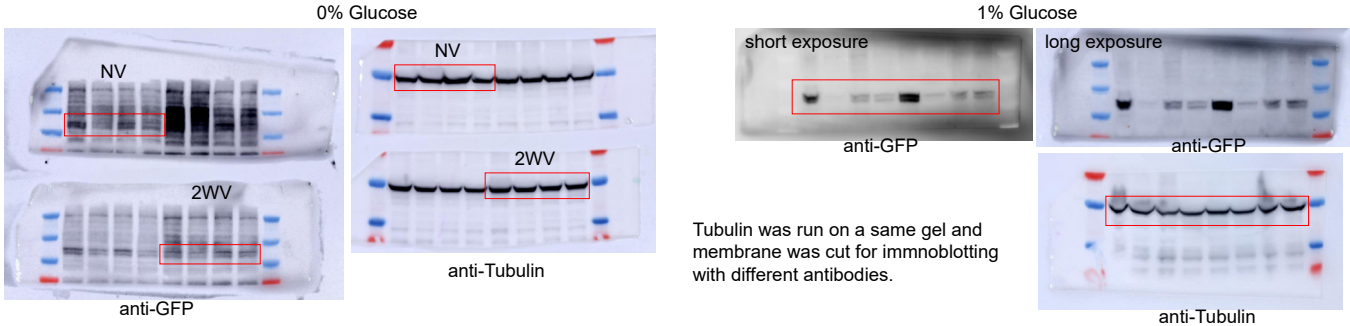 0% Glucose
1% Glucose
NV
NV
short exposure
long exposure
anti-GFP
anti-GFP
2WV
2WV
Tubulin was run on a same gel and
membrane was cut for immnoblotting
with different antibodies.
anti-Tubulin
anti-GFP
anti-Tubulin